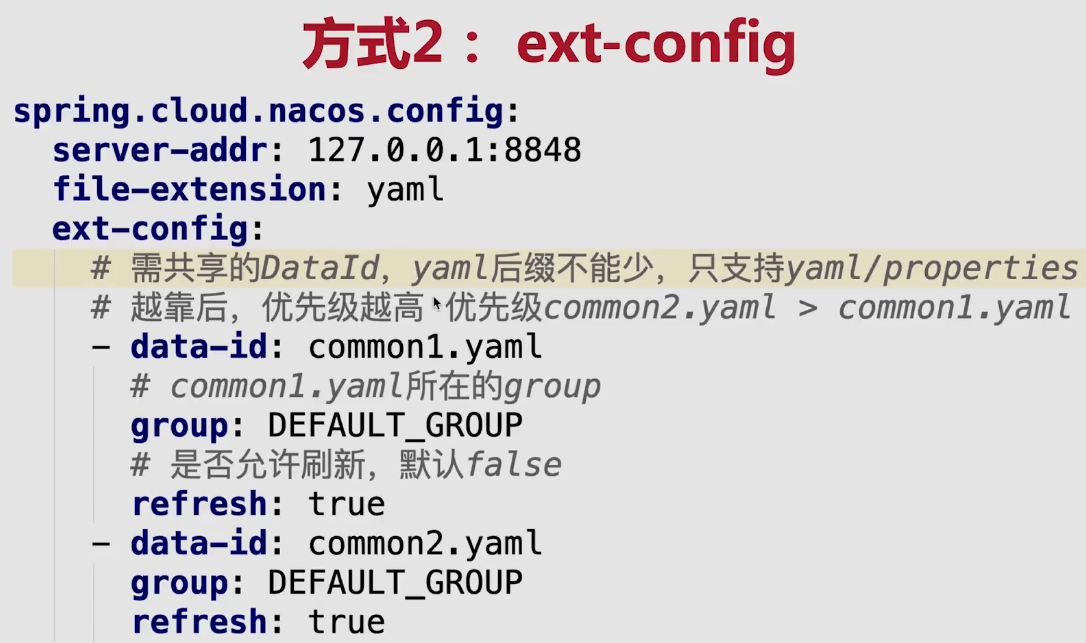 方式2 ：ext-config
spring.cloud.nacos.config:
server-addr: 127.0.0.1:8848
file-extension: yaml
ext-config:
# 需共享的DataId，yaml后缀不能少，只支持yaml/properties
# 越靠后，优先级越高 优先级common2.yaml > common1.yaml
- data-id: common1.yaml
# common1.yaml所在的group
group: DEFAULT_GROUP
# 是否允许刷新，默认false
refresh: true
- data-id: common2.yaml
group: DEFAULT_GROUP
refresh: true